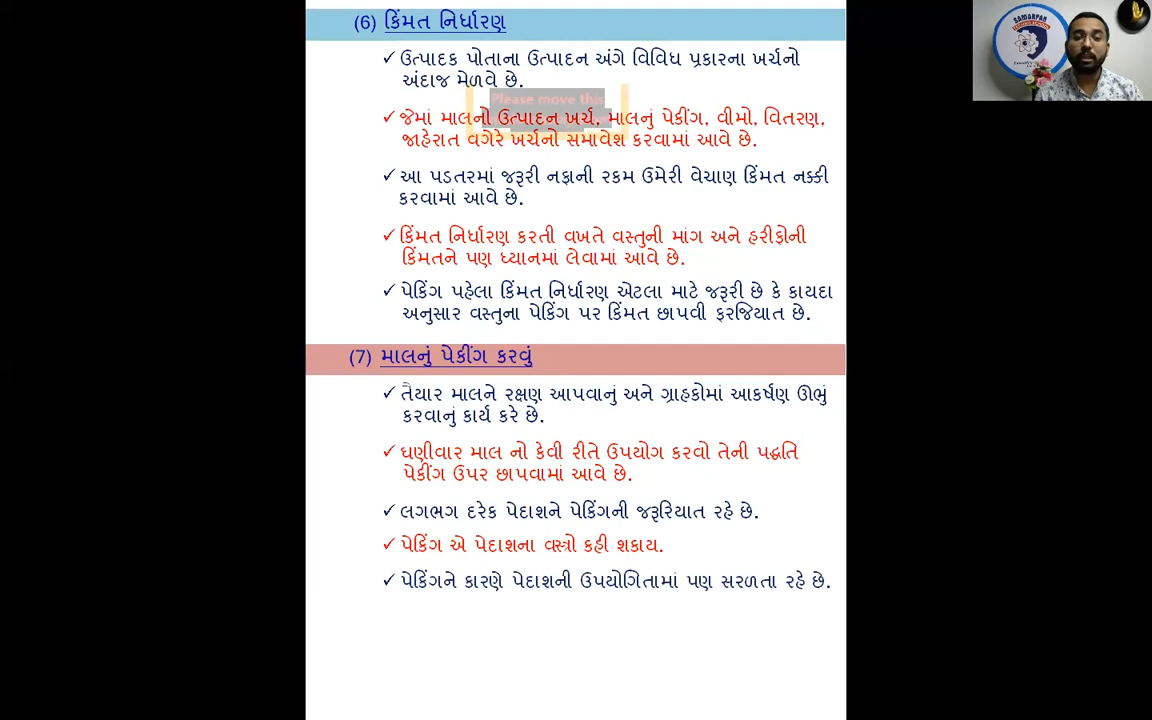 (6) કિંમત નિર્ધારણ
✓ ઉત્પાદક પોતાના ઉત્પાદન અંગે વિવિધ પ્રકારના ખર્ચનો
અંદાજ મેળવે છે.
Please move this
✓ જેમાં માલનો ઉત્પાદન ખર્ચ, માલનું પેકીંગ, વીમો, વિતરણ,
જાહેરાત વગેરે ખર્ચનો સમાવેશ કરવામાં આવે છે.
✓ આ પડતરમાં જરૂરી નફાની રકમ ઉમેરી વેચાણ કિંમત નક્કી
કરવામાં આવે છે.
✓ કિંમત નિર્ધારણ કરતી વખતે વસ્તુની માંગ અને હરીફોની
કિંમતને પણ ધ્યાનમાં લેવામાં આવે છે.
✓ પેકિંગ પહેલા કિંમત નિર્ધારણ એટલા માટે જરૂરી છે કે કાયદા
અનુસાર વસ્તુના પેકિંગ પર કિંમત છાપવી ફરજિયાત છે.
(7) માલનું પેકીંગ કરવું
✓ તૈયાર માલને રક્ષણ આપવાનું અને ગ્રાહકોમાં આકર્ષણ ઊભું
કરવાનું કાર્ય કરે છે.
✓ ઘણીવાર માલ નો કેવી રીતે ઉપયોગ કરવો તેની પદ્ધતિ
પેકીંગ ઉપર છાપવામાં આવે છે.
✓ લગભગ દરેક પેદાશને પેકિંગની જરૂરિયાત રહે છે.
✓ પેકિંગ એ પેદાશના વસ્ત્રો કહી શકાય.
✓ પેકિંગને કારણે પેદાશની ઉપયોગિતામાં પણ સરળતા રહે છે.
SAMARPAN